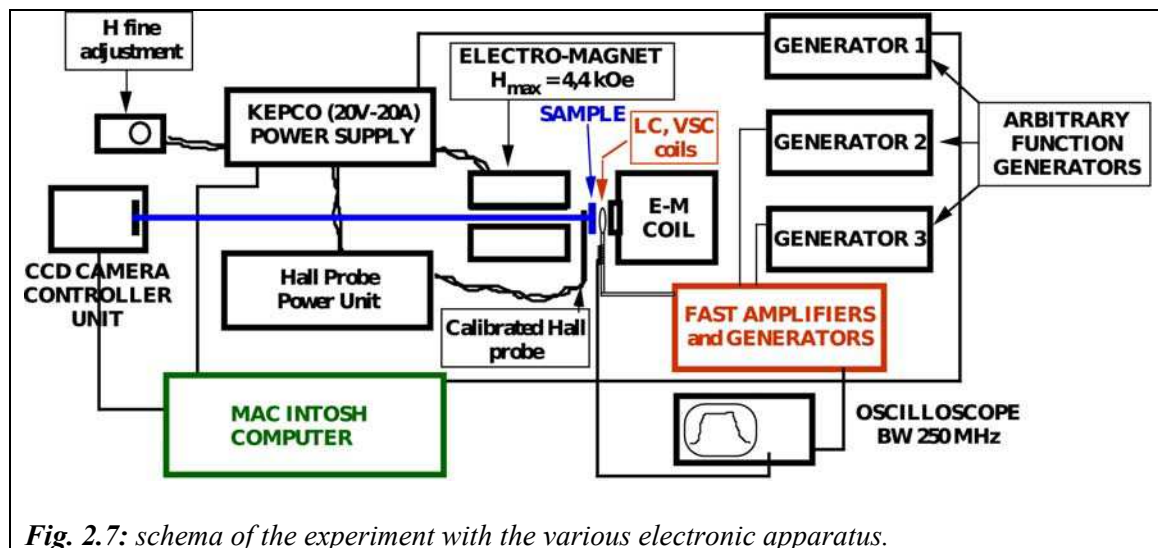 H fine
adjustment
ELECTRO-MAGNET
Hmax = 4,4 kOe
GENERATOR 1
KEPCO (20V-20A)
POWER SUPPLY
SAMPLE
LC, VSC
coils
GENERATOR 2
ARBITRARY
FUNCTION
GENERATORS
E-M
COIL
GENERATOR 3
CCD CAMERA
CONTROLLER
UNIT
Hall Probe
Power Unit
Calibrated Hall
probe
FAST AMPLIFIERS
and GENERATORS
MAC INTOSH
COMPUTER
OSCILLOSCOPE
BW 250 MHz
Fig. 2.7: schema of the experiment with the various electronic apparatus.